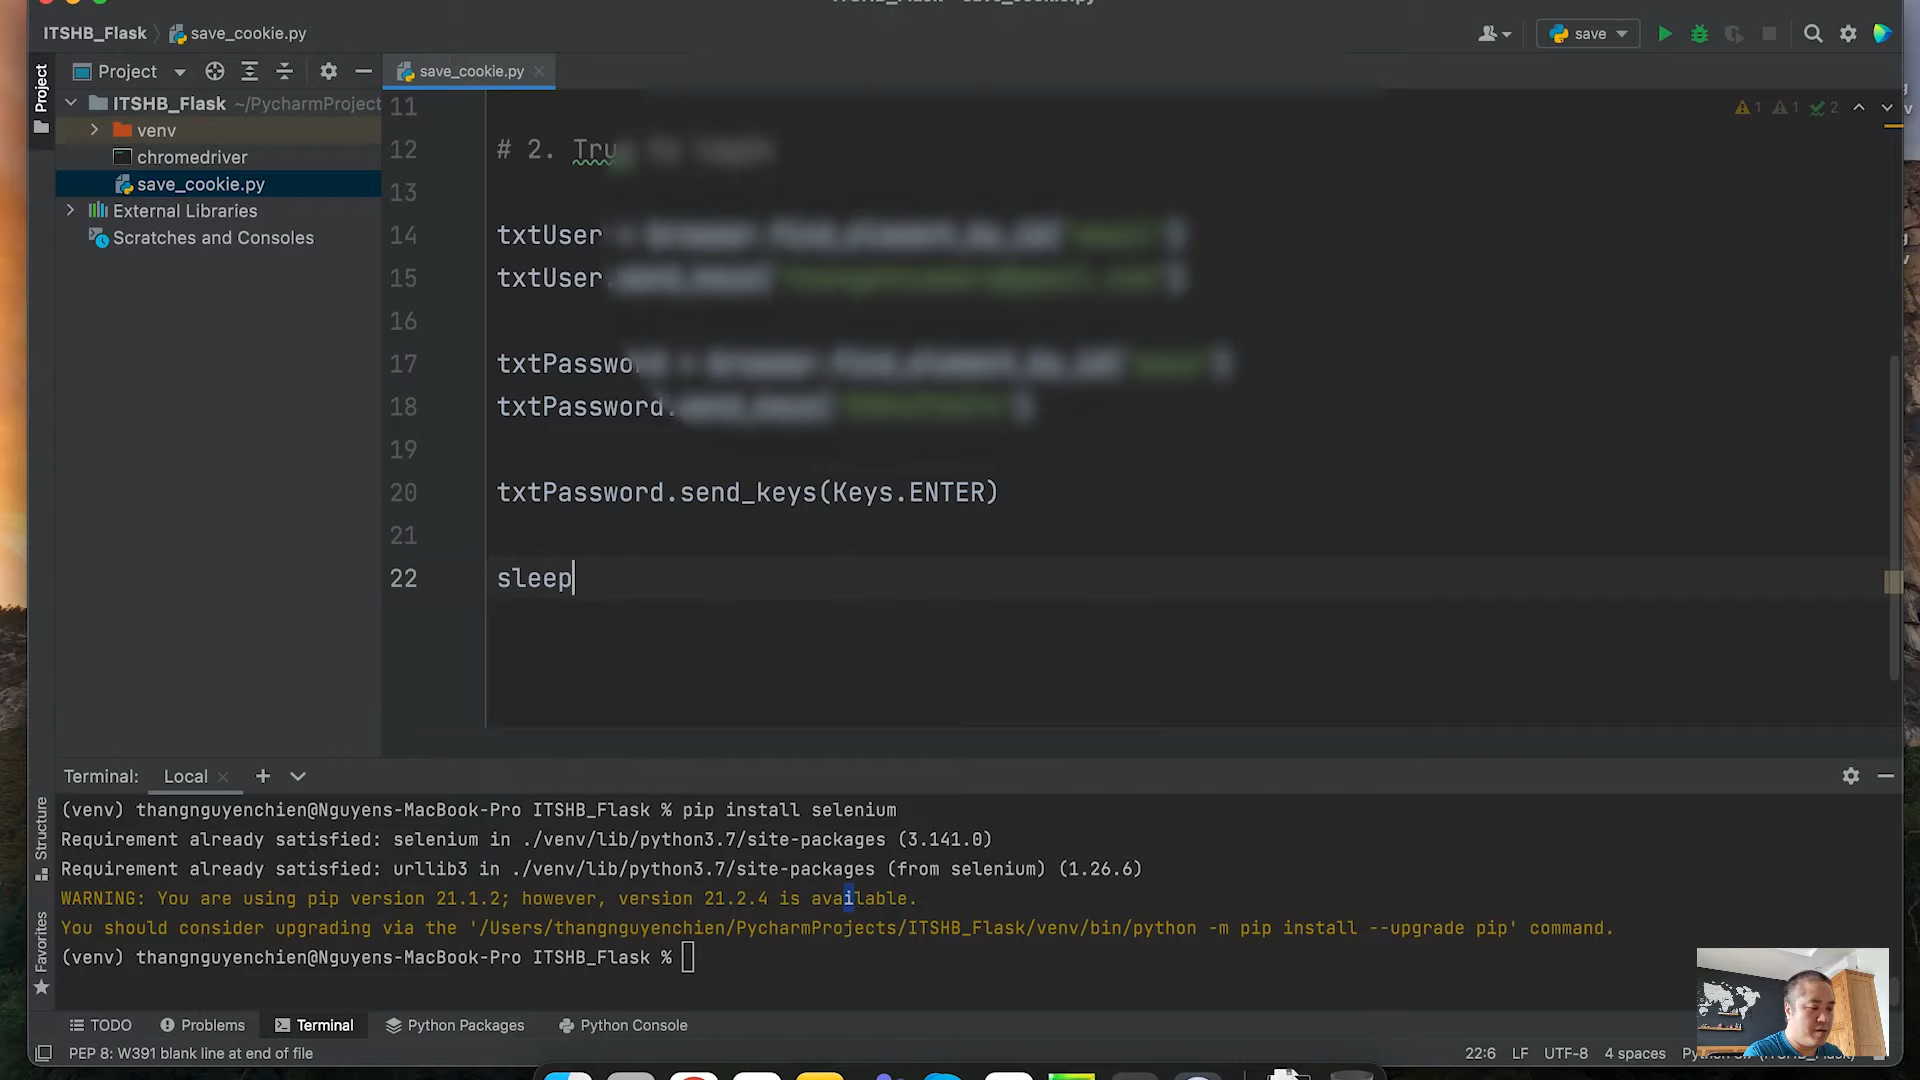 ITSHB_Flask save_cookie.py
save
Project
save_cookie.py
1 1 2
Project
ITSHB_Flask ~/PycharmProject
venv
chromedriver
save_cookie.py
External Libraries
Scratches and Consoles
11
12 # 2.
13
14 txtUser
15 txtUser.
16
17
18 txtPassword.
19
20 txtPassword.send_keys(Keys.ENTER)
21
22 sleep
Terminal: Local
(venv) thangnguyenchien@Nguyens-MacBook-Pro ITSHB_Flask % pip install selenium
Requirement already satisfied: selenium in ./venv/lib/python3.7/site-packages (3.141.0)
Requirement already satisfied: urllib3 in ./venv/lib/python3.7/site-packages (from selenium) (1.26.6)
WARNING: You are using pip version 21.1.2; however, version 21.2.4 is available.
You should consider upgrading via the '/Users/thangnguyenchien/PycharmProjects/ITSHB_Flask/venv/bin/python -m pip install --upgrade pip' command.
(venv) thangnguyenchien@Nguyens-MacBook-Pro ITSHB_Flask %
Structure
Favorites
TODO Problems Terminal Python Packages Python Console
PEP 8: W391 blank line at end of file
22:6 LF UTF-8 4 spaces